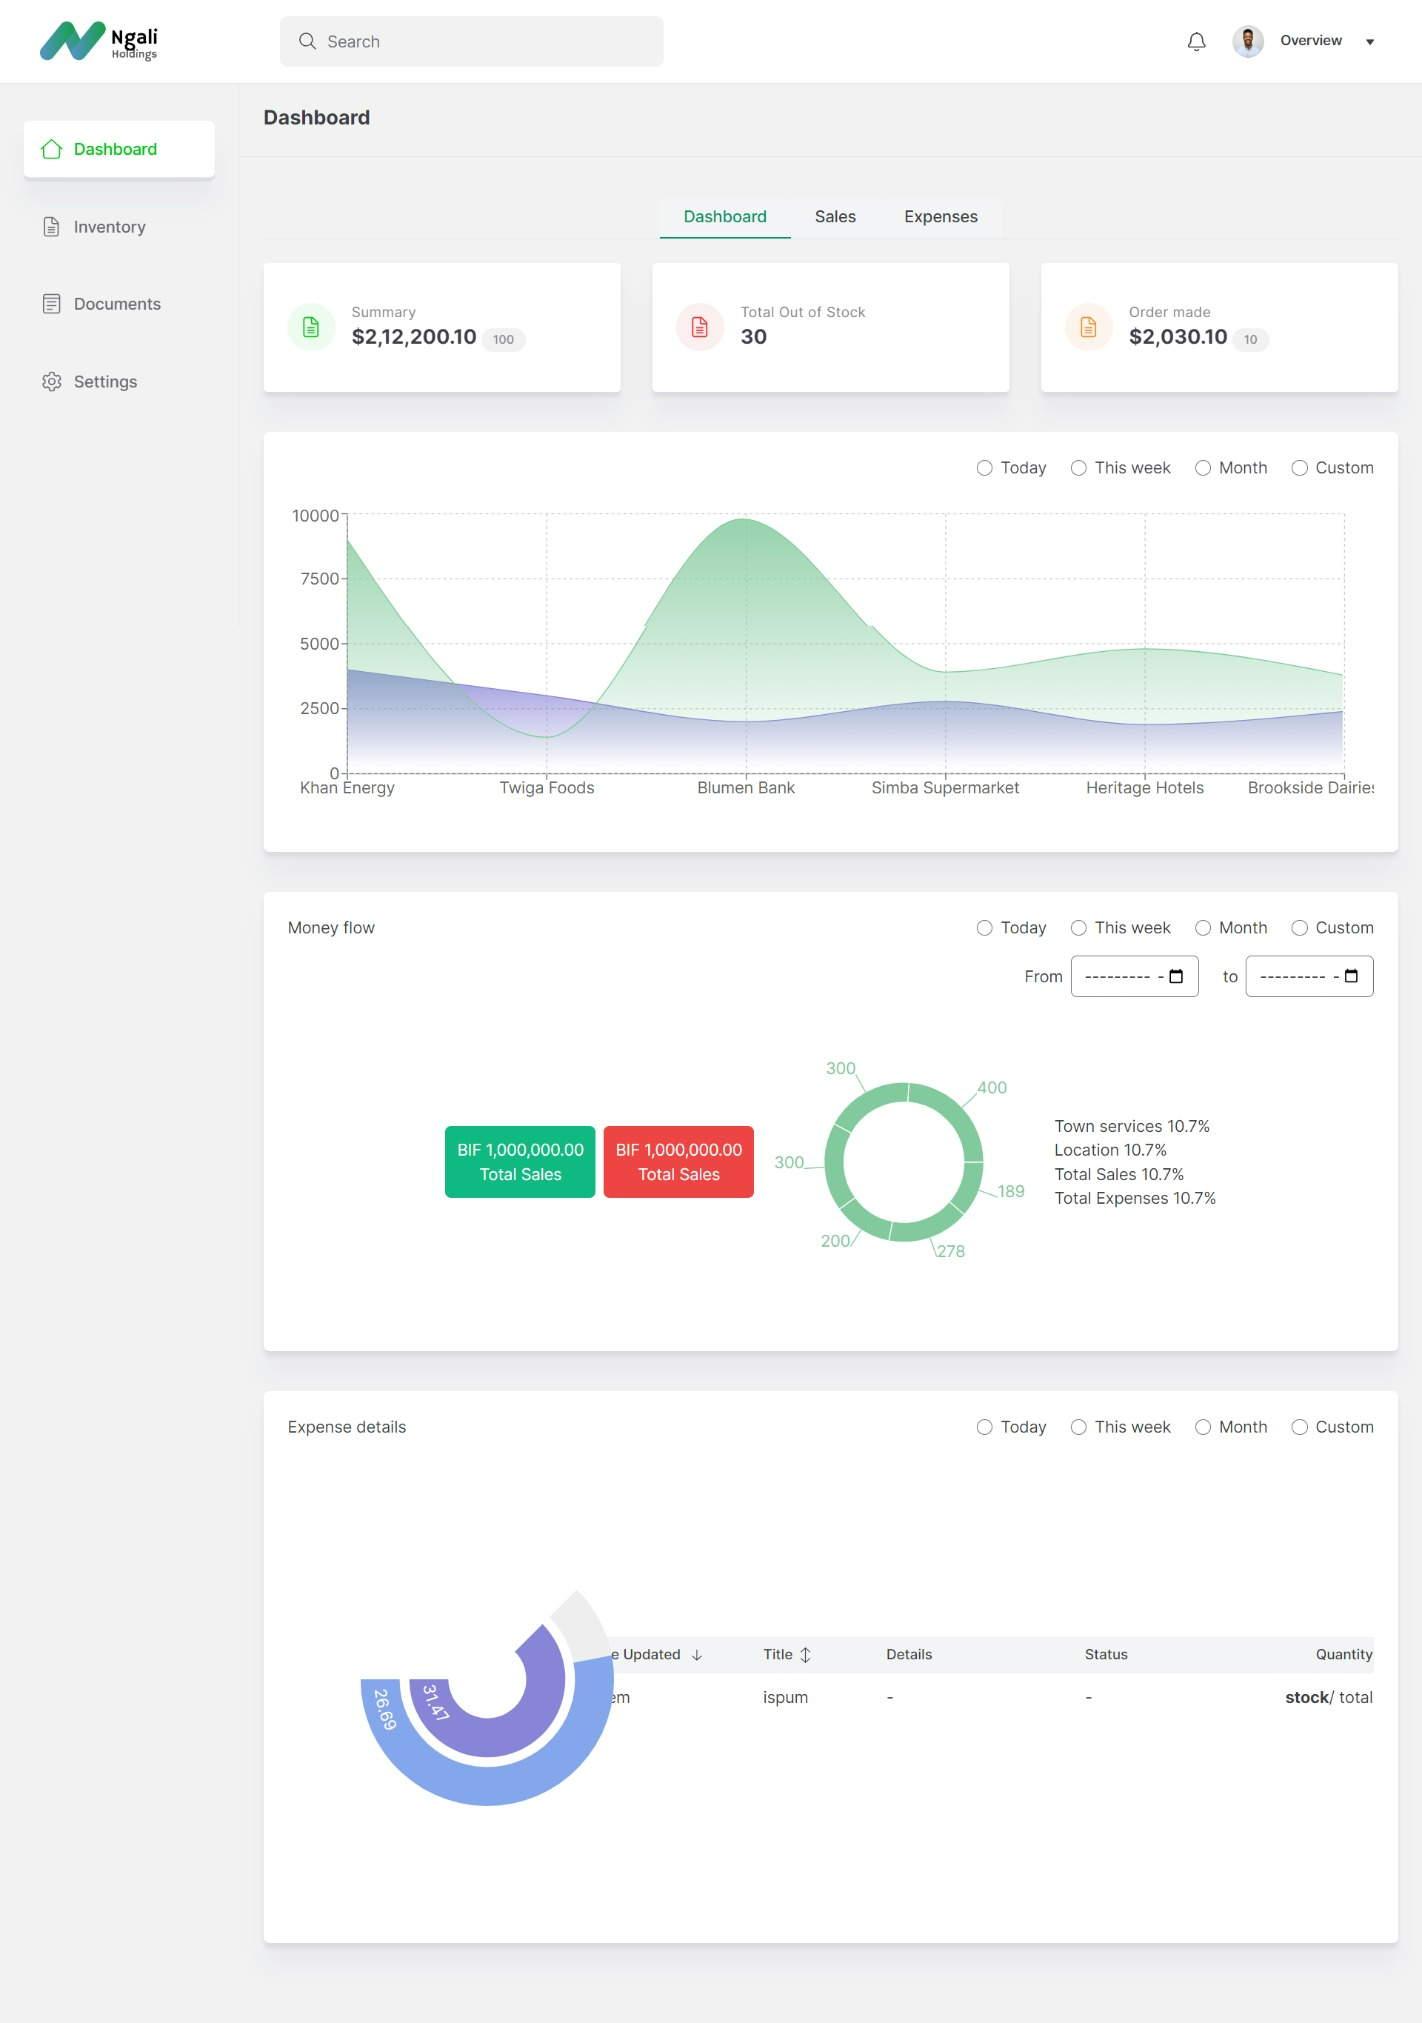 Ngali
Holdings
Search
Overview
Dashboard
Dashboard
Inventory
Documents
Settings
Dashboard Sales Expenses
Summary
$2,12,200.10 100
Total Out of Stock
30
Order made
$2,030.10 10
Today This week Month Custom
10000
7500
5000
2500
0
Khan Energy Twiga Foods Blumen Bank Simba Supermarket Heritage Hotels Brookside Dairies
Money flow
Today This week Month Custom
From --------- - to --------- -
BIF 1,000,000.00
Total Sales
BIF 1,000,000.00
Total Sales
300
400
300
189
200
278
Town services 10.7%
Location 10.7%
Total Sales 10.7%
Total Expenses 10.7%
Expense details
Today This week Month Custom
26.69
31.47
e Updated Title Details Status Quantity
em ispum - - stock/ total